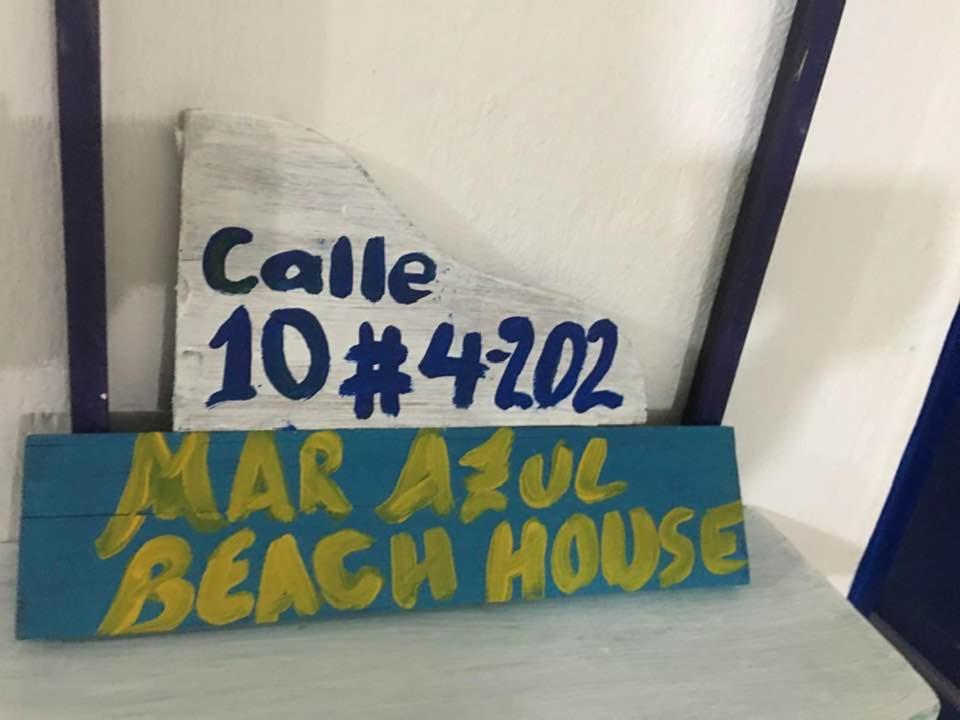 Calle
10 # 4-202
MAR AZUL
BEACH HOUSE